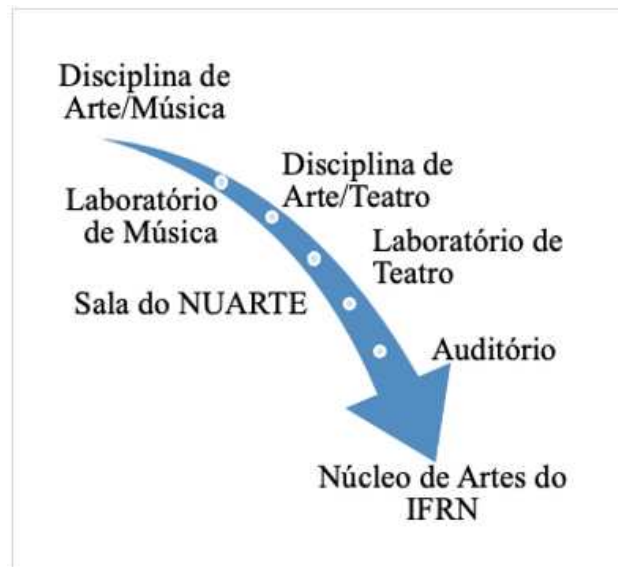 Disciplina de
Arte/Música
Disciplina de
Arte/Teatro
Laboratório
de Música
Laboratório de
Teatro
Sala do NUARTE
Auditório
Núcleo de Artes do
IFRN